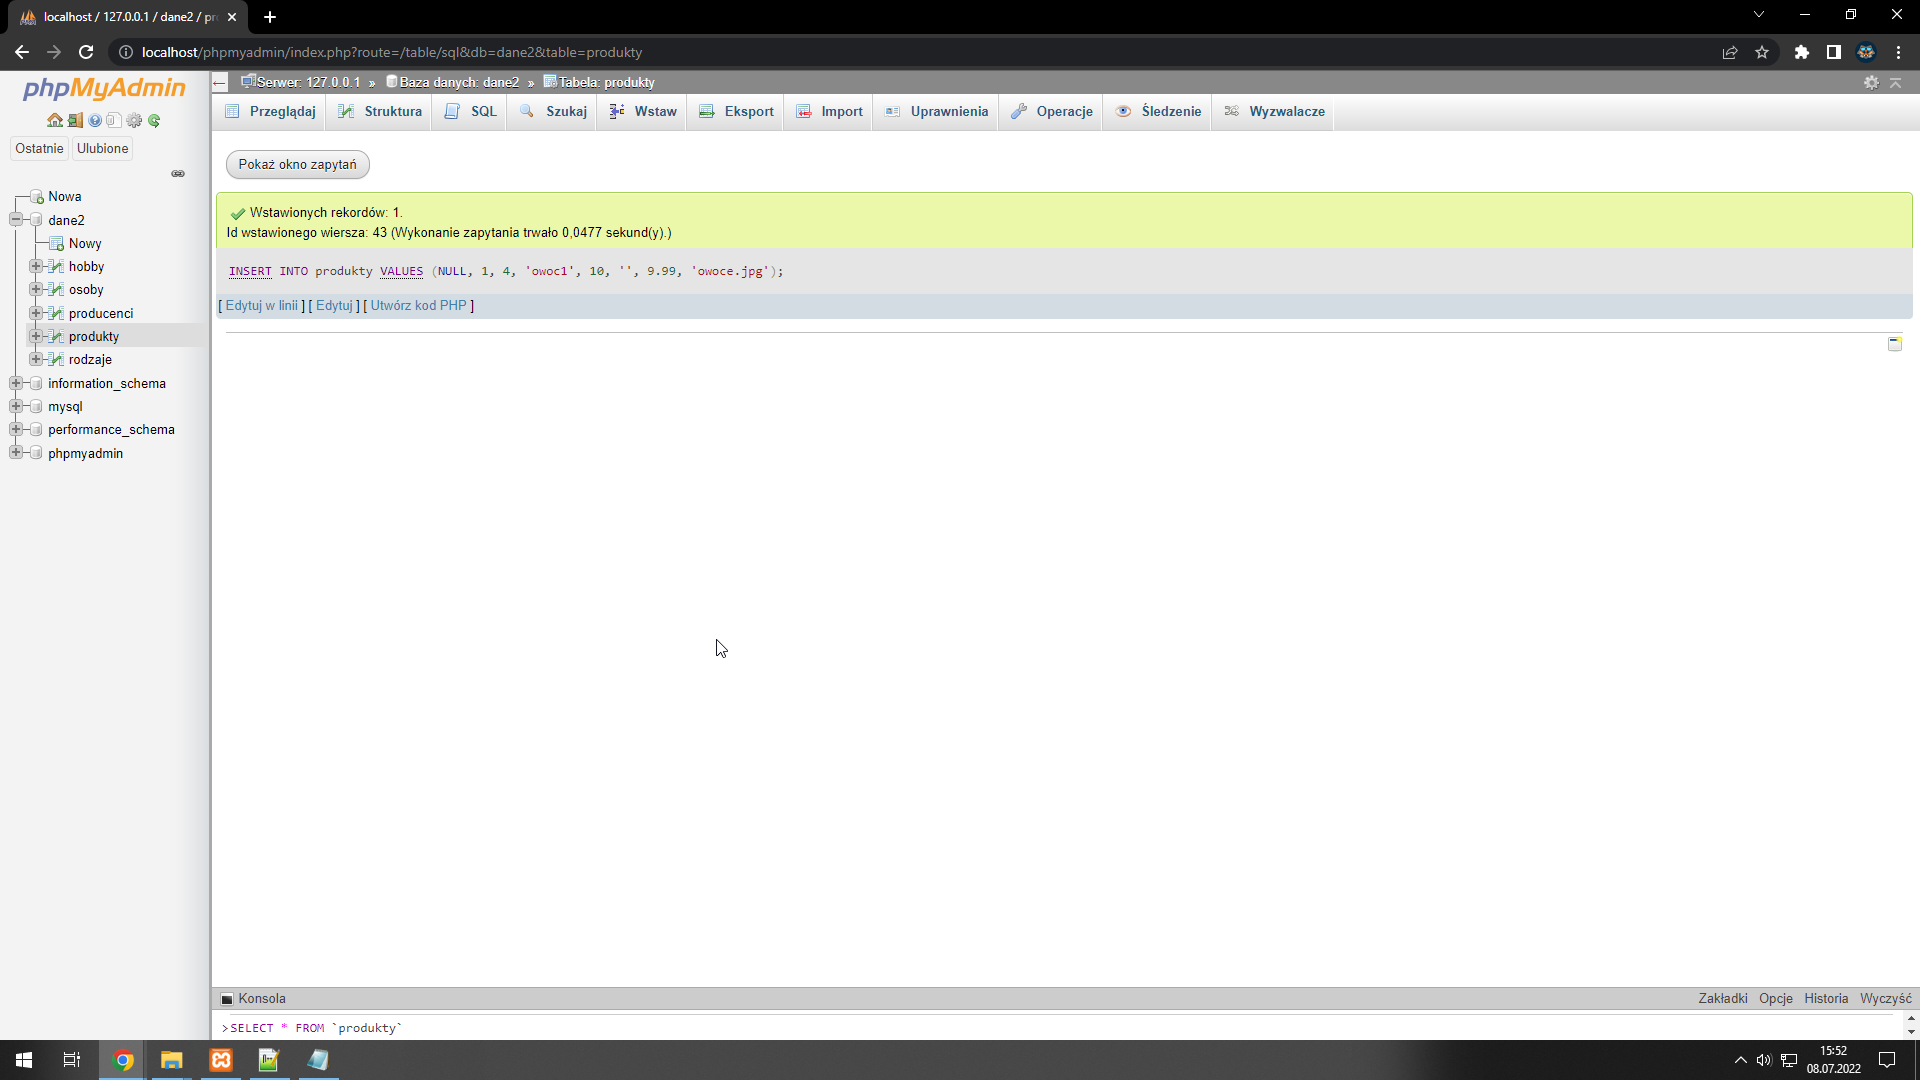 localhost / 127.0.0.1 / dane2 / pr
localhost/phpmyadmin/index.php?route=/table/sql&db=dane2&table=produkty
phpMyAdmin
Ostatnie
Ulubione
Nowa
dane2
Nowy
hobby
osoby
producenci
produkty
rodzaje
information_schema
mysql
performance_schema
phpmyadmin
Serwer: 127.0.0.1 » Baza danych: dane2 » Tabela: produkty
Przeglądaj Struktura SQL Szukaj Wstaw Eksport Import Uprawnienia Operacje Śledzenie Wyzwalacze
Pokaż okno zapytań
Wstawionych rekordów: 1.
Id wstawionego wiersza: 43 (Wykonanie zapytania trwało 0,0477 sekund(y).)
INSERT INTO produkty VALUES (NULL, 1, 4, 'owoc1', 10, '', 9.99, 'owoce.jpg');
[ Edytuj w linii ] [ Edytuj ] [ Utwórz kod PHP ]
Konsola
Zakładki Opcje Historia Wyczyść
>SELECT * FROM `produkty`
15:52
08.07.2022